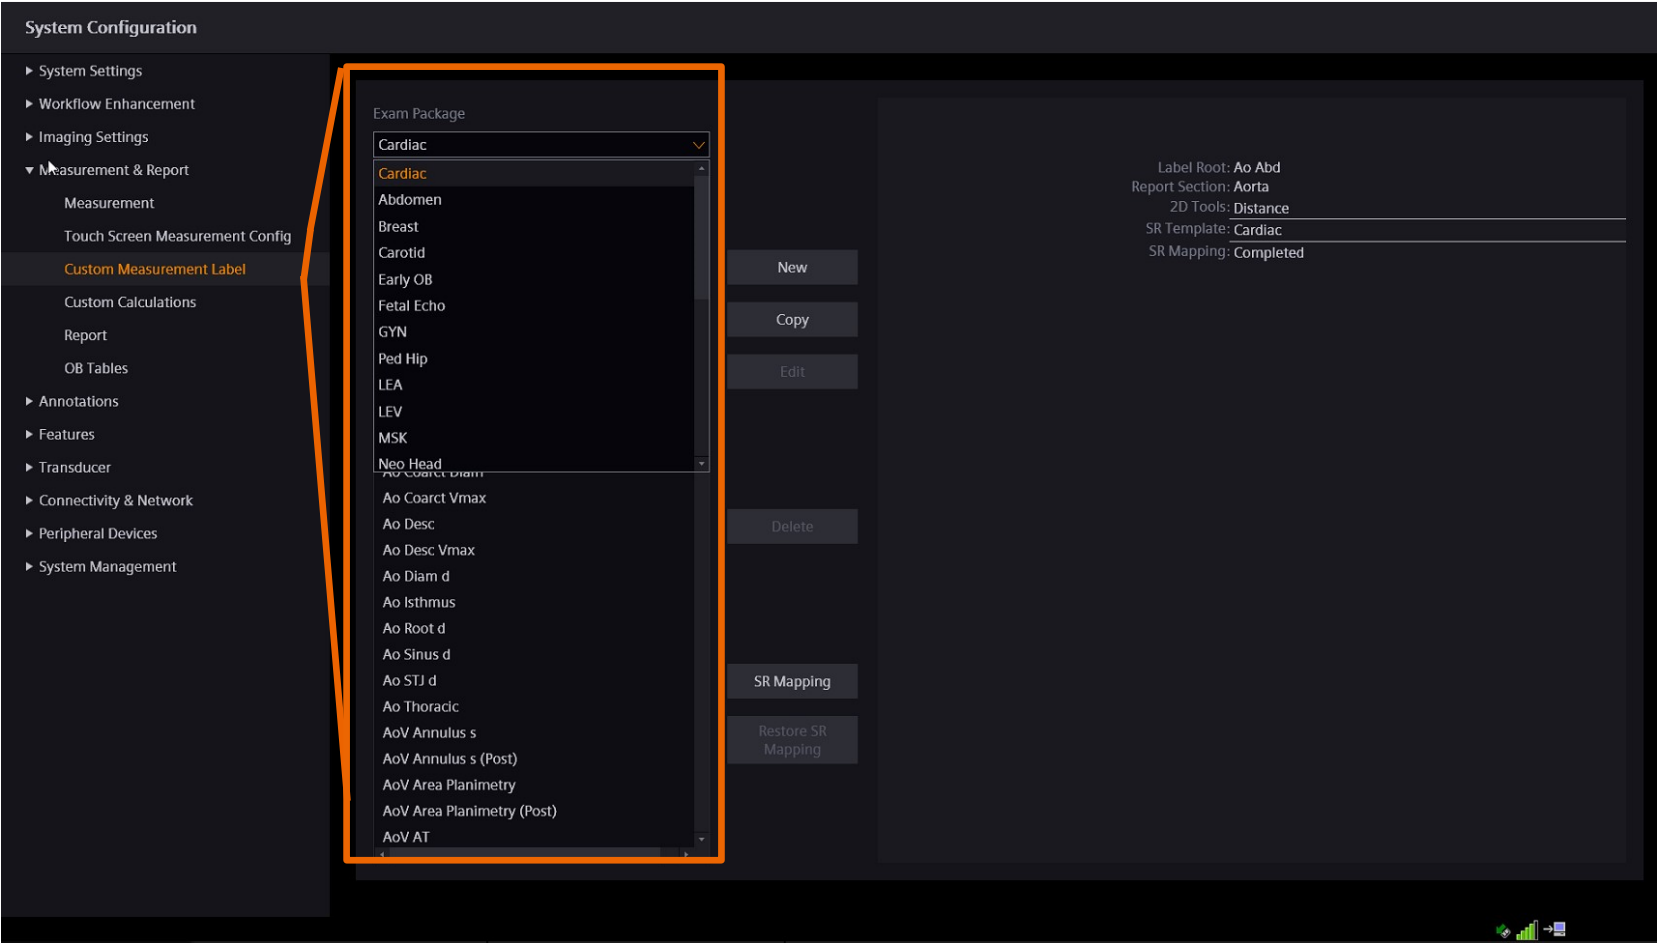 System Configuration
System Settings
Workflow Enhancement
Imaging Settings
Measurement & Report
Measurement
Touch Screen Measurement Config
Custom Measurement Label
Custom Calculations
Report
OB Tables
Annotations
Features
Transducer
Connectivity & Network
Peripheral Devices
System Management
Exam Package
Cardiac
Cardiac
Abdomen
Breast
Carotid
Early OB
Fetal Echo
GYN
Ped Hip
LEA
LEV
MSK
Neo Head
Ao Coarct Diam
Ao Coarct Vmax
Ao Desc
Ao Desc Vmax
Ao Diam d
Ao Isthmus
Ao Root d
Ao Sinus d
Ao STJ d
Ao Thoracic
AoV Annulus s
AoV Annulus s (Post)
AoV Area Planimetry
AoV Area Planimetry (Post)
AoV AT
New
Copy
Edit
Delete
SR Mapping
Restore SR
Mapping
Label Root: Ao Abd
Report Section: Aorta
2D Tools: Distance
SR Template: Cardiac
SR Mapping: Completed